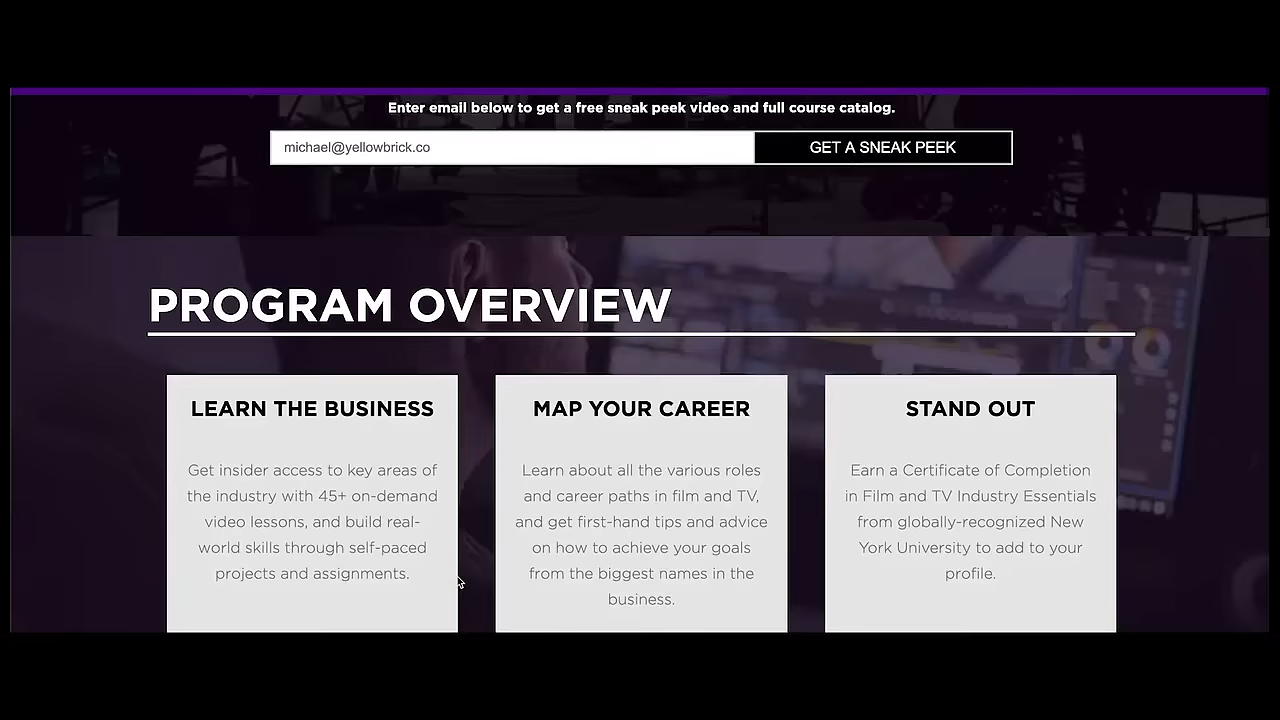 Enter email below to get a free sneak peek video and full course catalog.
michael@yellowbrick.co
GET A SNEAK PEEK
PROGRAM OVERVIEW
LEARN THE BUSINESS
Get insider access to key areas of
the industry with 45+ on-demand
video lessons, and build real-
world skills through self-paced
projects and assignments.
MAP YOUR CAREER
Learn about all the various roles
and career paths in film and TV,
and get first-hand tips and advice
on how to achieve your goals
from the biggest names in the
business.
STAND OUT
Earn a Certificate of Completion
in Film and TV Industry Essentials
from globally-recognized New
York University to add to your
profile.